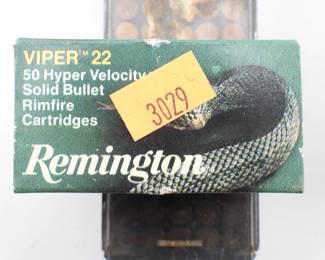 VIPER™ 22
50 Hyper Velocity
Solid Bullet
Rimfire
Cartridges
3029
Remington